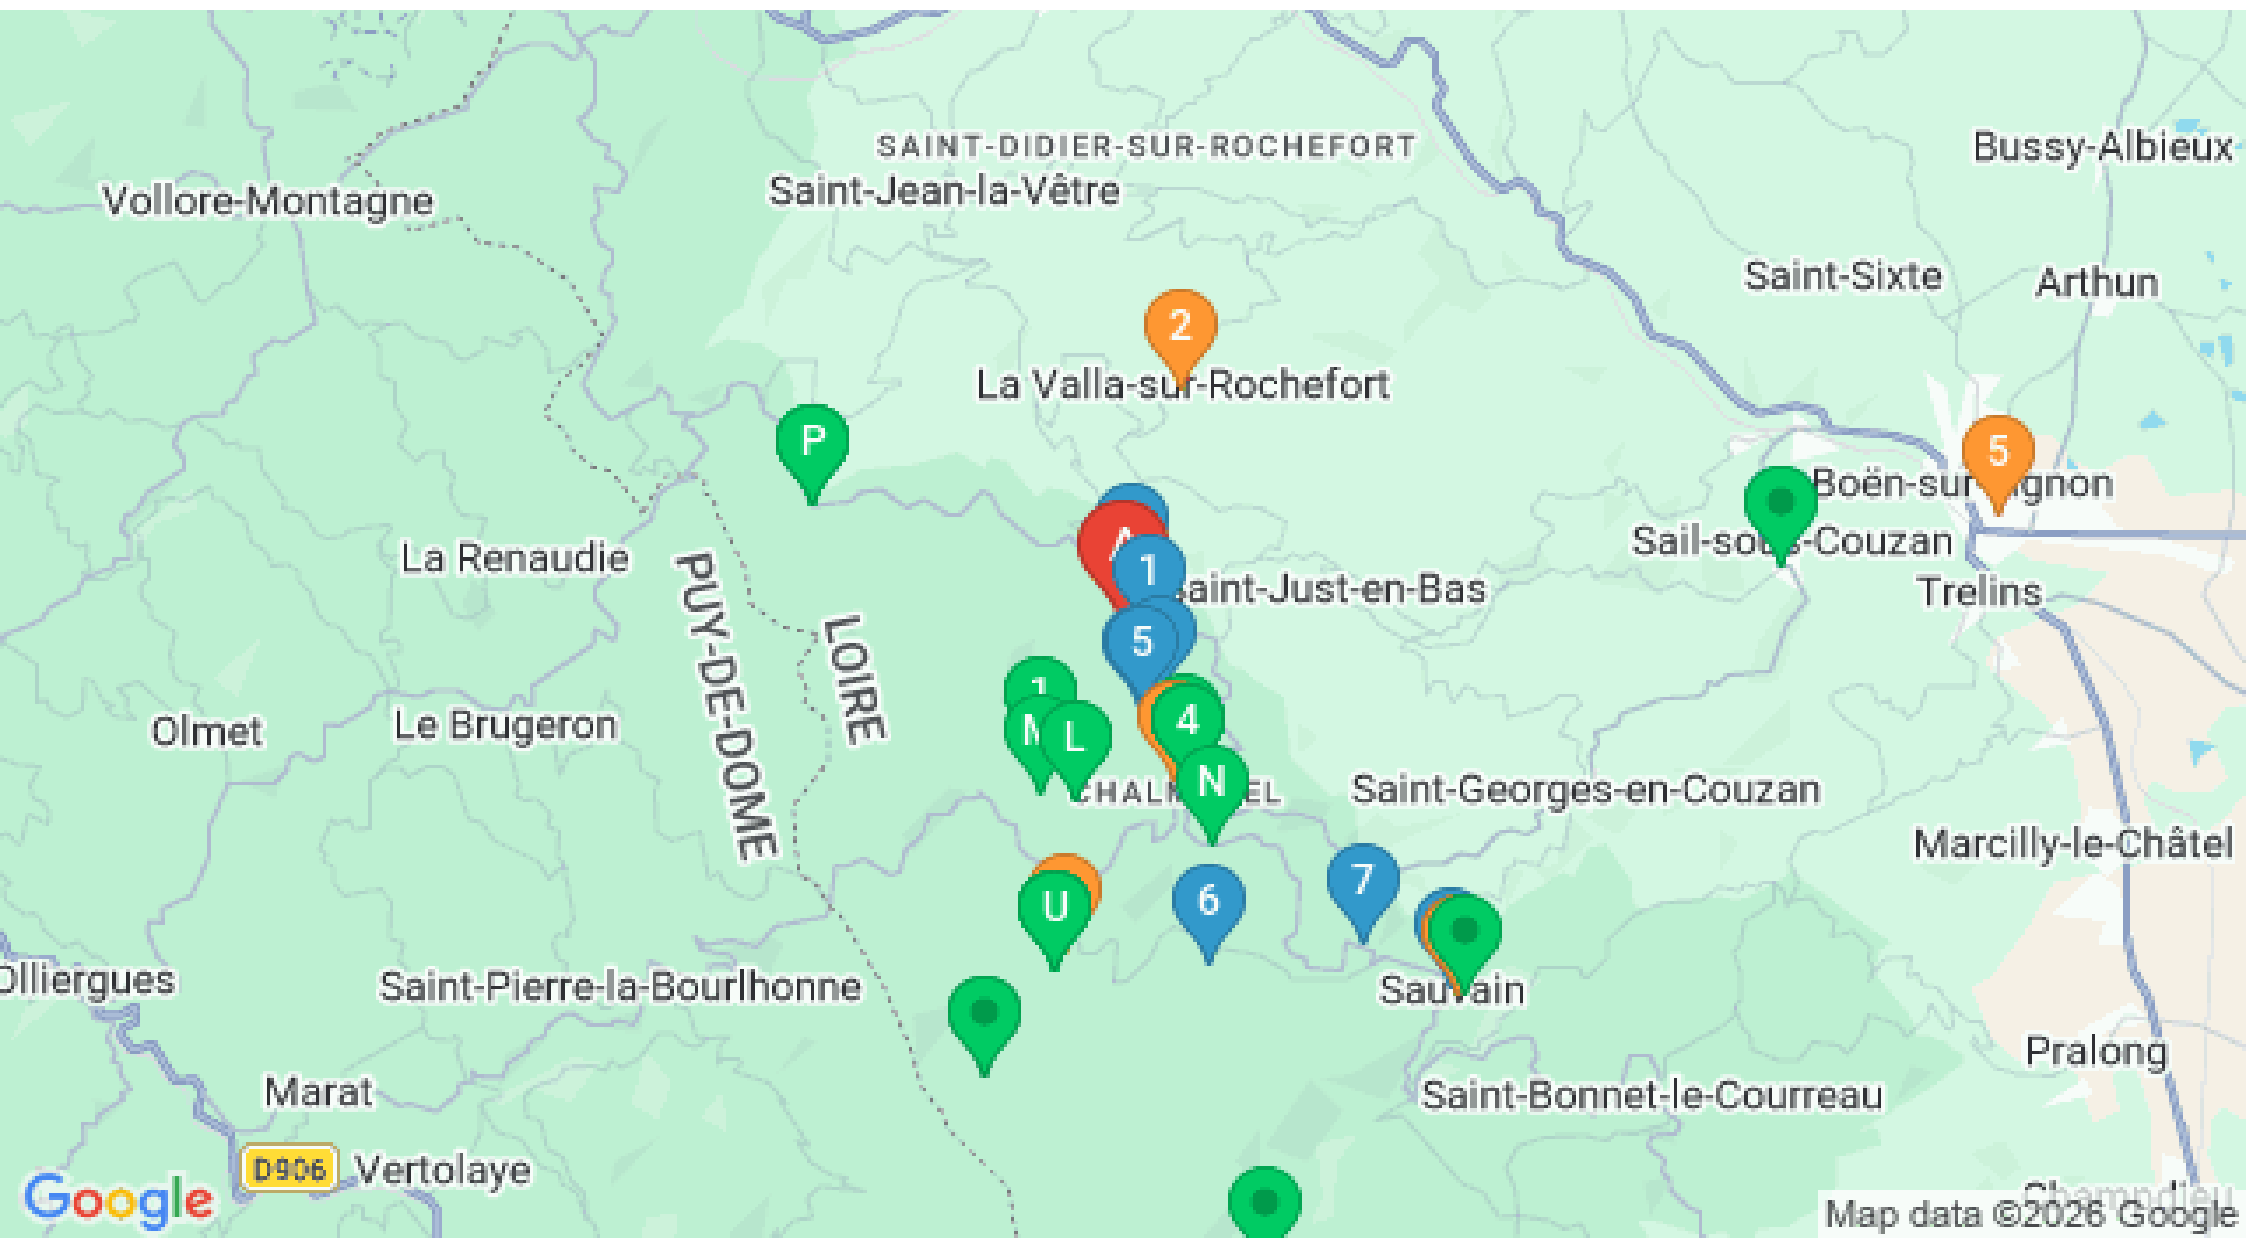 SAINT-DIDIER-SUR-ROCHEFORT
Bussy-Albieux
Saint-Jean-la-Vêtre
Vollore-Montagne
Saint-Sixte
Arthun
2
La Valla-sur-Rochefort
P
5
Boën-sur-Lignon
A
Sail-sous-Couzan
La Renaudie
1
Saint-Just-en-Bas
Trelins
PUY-DE-DOME
LOIRE
5
1
M
L
4
Olmet
Le Brugeron
N
CHALMAZEL
Saint-Georges-en-Couzan
Marcilly-le-Châtel
7
6
U
Olliergues
Saint-Pierre-la-Bourlhonne
Sauvain
Pralong
Marat
Saint-Bonnet-le-Courreau
D906
Vertolaye
Google
Champdieu
Map data ©2026 Google